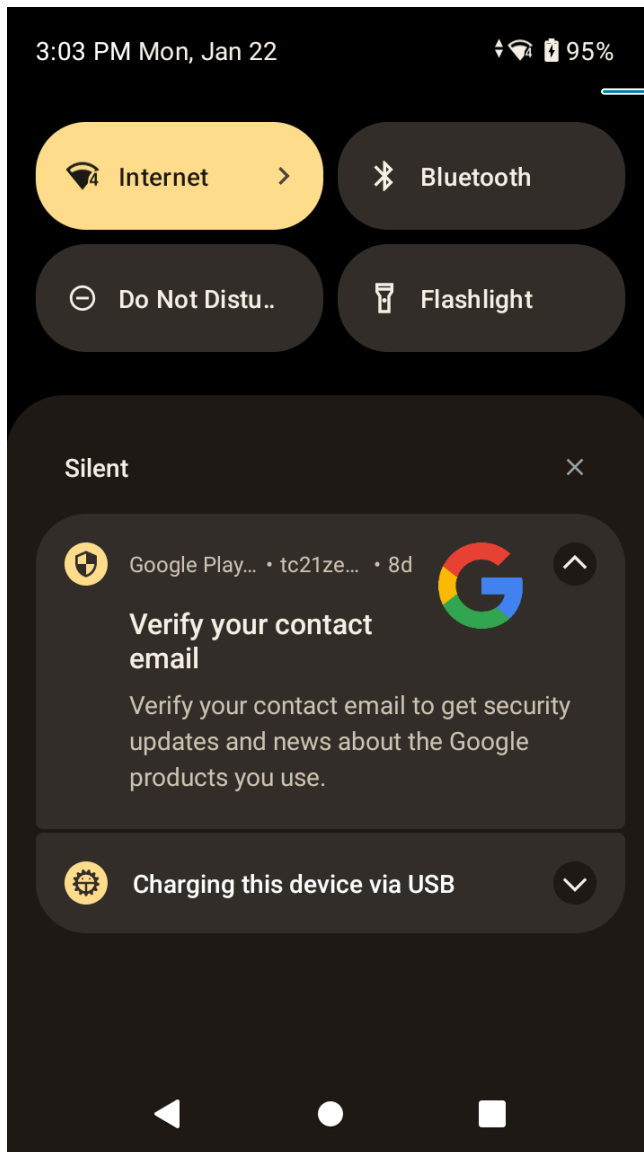 3:03 PM Mon, Jan 22 4 95%
4 Internet Bluetooth
Do Not Distu.. Flashlight
Silent
Google Play… • tc21ze… • 8d
Verify your contact
email
Verify your contact email to get security
updates and news about the Google
products you use.
Charging this device via USB